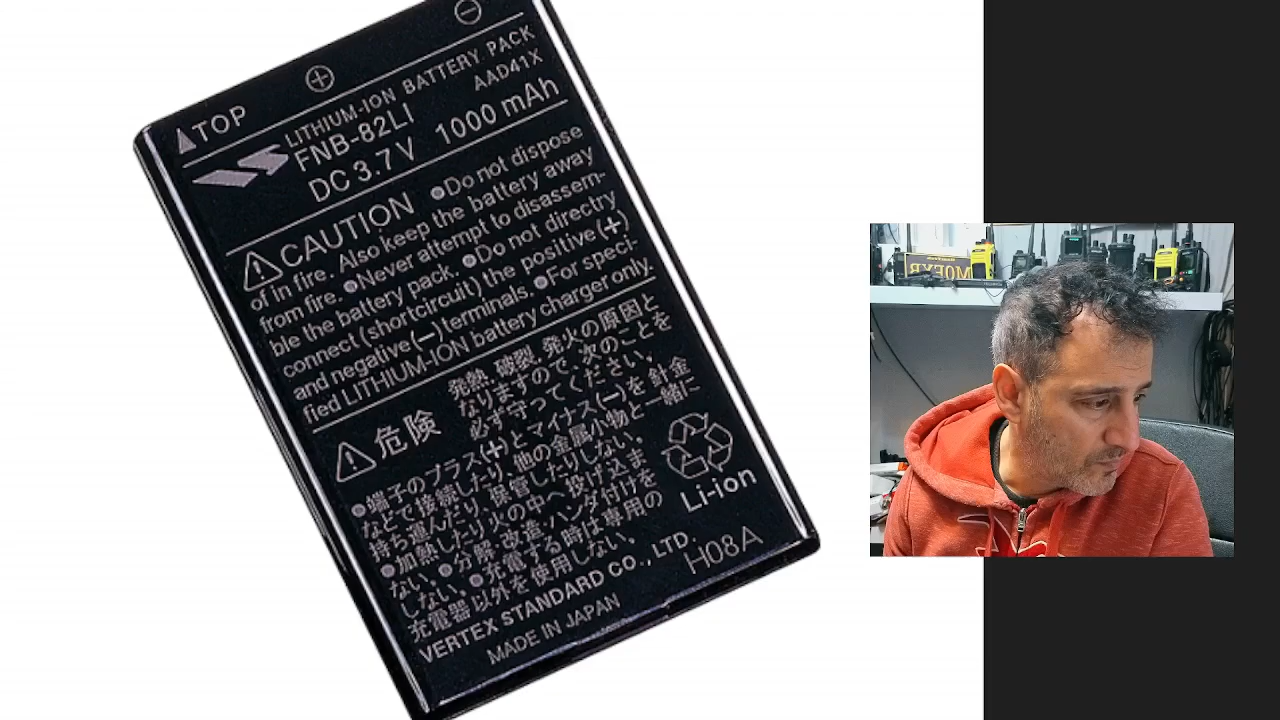 ▲TOP ⊕ ⊖
LITHIUM-ION BATTERY PACK
FNB-82LI AAD41X
DC 3.7V 1000 mAh
⚠CAUTION ●Do not dispose
of in fire. Also keep the battery away
from fire. ●Never attempt to disassem-
ble the battery pack. ●Do not directry
connect (shortcircuit) the positive (+)
and negative (−) terminals. ●For speci-
fied LITHIUM-ION battery charger only.
⚠危険 発熱, 破裂, 発火の原因と
なりますので, 次のことを
必ず守ってください。
●端子のプラス(+)とマイナス(−)を針金
などで接続したり, 他の金属小物と一緒に
持ち運んだり, 保管したりしない。
●加熱したり火の中へ投げ込ま
ない。●分解・改造・ハンダ付けを
しない。●充電する時は専用の
充電器以外を使用しない。
Li-ion
VERTEX STANDARD CO., LTD.
MADE IN JAPAN H08A
M0FXB